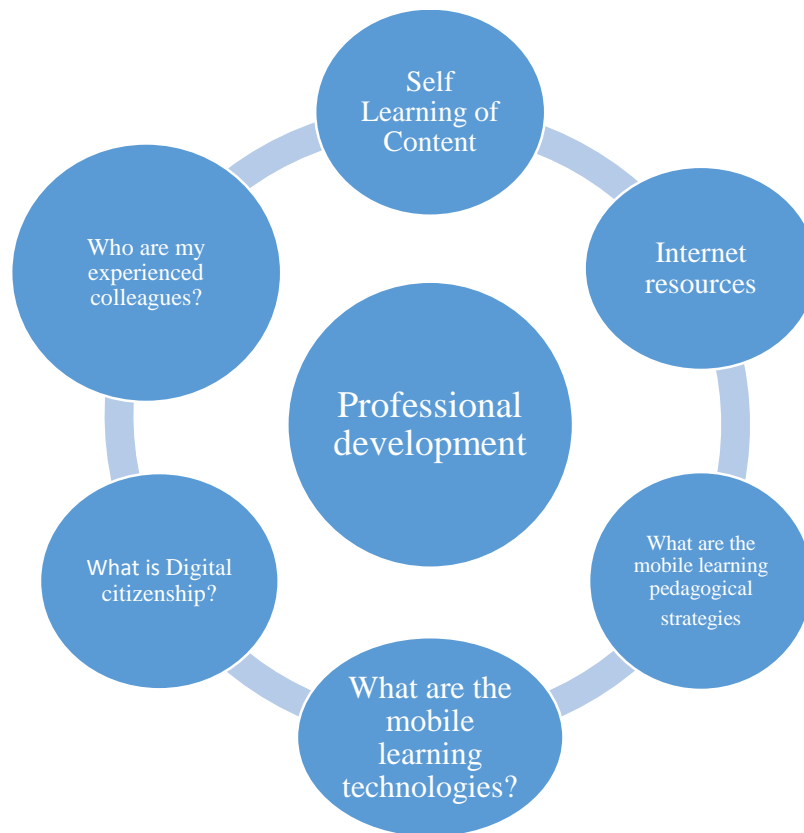 Self
Learning of
Content
Internet
resources
What are the
mobile learning
pedagogical
strategies
What are the
mobile
learning
technologies?
What is Digital
citizenship?
Who are my
experienced
colleagues?
Professional
development